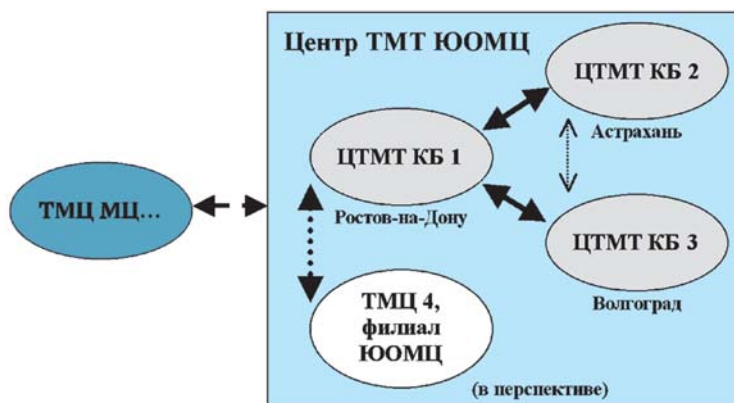 Центр ТМТ ЮОМЦ
ЦТМТ КБ 2
Астрахань
ЦТМТ КБ 1
Ростов-на-Дону
ТМЦ МЦ...
ЦТМТ КБ 3
Волгоград
ТМЦ 4,
филиал
ЮОМЦ
(в перспективе)